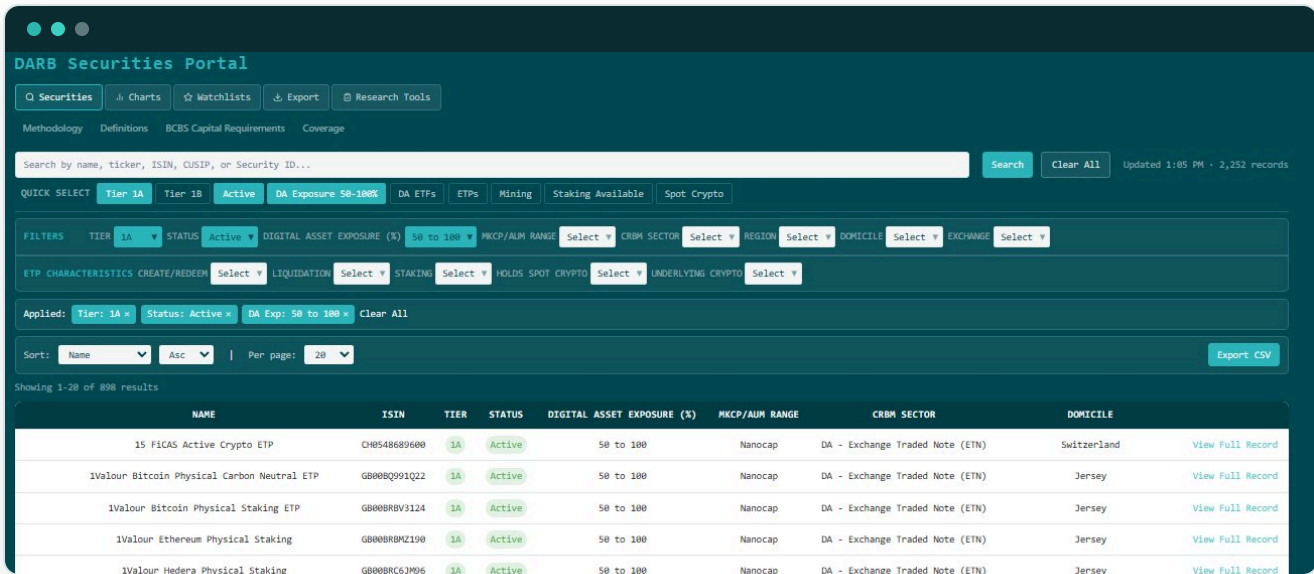 DARB Securities Portal
Securities Charts Watchlists Export Research Tools
Methodology Definitions BCBS Capital Requirements Coverage
Search by name, ticker, ISIN, CUSIP, or Security ID... Search Clear All Updated 1:05 PM · 2,252 records
QUICK SELECT Tier 1A Tier 1B Active DA Exposure 50-100% DA ETFs ETPs Mining Staking Available Spot Crypto
FILTERS TIER 1A ▼ STATUS Active ▼ DIGITAL ASSET EXPOSURE (%) 50 to 100 ▼ MKCP/AUM RANGE Select ▼ CRBM SECTOR Select ▼ REGION Select ▼ DOMICILE Select ▼ EXCHANGE Select ▼
ETP CHARACTERISTICS CREATE/REDEEM Select ▼ LIQUIDATION Select ▼ STAKING Select ▼ HOLDS SPOT CRYPTO Select ▼ UNDERLYING CRYPTO Select ▼
Applied: Tier: 1A × Status: Active × DA Exp: 50 to 100 × Clear All
Sort: Name Asc | Per page: 20 Export CSV
Showing 1-20 of 898 results
NAME ISIN TIER STATUS DIGITAL ASSET EXPOSURE (%) MKCP/AUM RANGE CRBM SECTOR DOMICILE
15 FiCAS Active Crypto ETP CH0548689600 1A Active 50 to 100 Nanocap DA - Exchange Traded Note (ETN) Switzerland View Full Record
1Valour Bitcoin Physical Carbon Neutral ETP GB00BQ991Q22 1A Active 50 to 100 Nanocap DA - Exchange Traded Note (ETN) Jersey View Full Record
1Valour Bitcoin Physical Staking ETP GB00BRBV3124 1A Active 50 to 100 Nanocap DA - Exchange Traded Note (ETN) Jersey View Full Record
1Valour Ethereum Physical Staking GB00BRBMZ190 1A Active 50 to 100 Nanocap DA - Exchange Traded Note (ETN) Jersey View Full Record
1Valour Hedera Physical Staking GB00BRC6JM96 1A Active 50 to 100 Nanocap DA - Exchange Traded Note (ETN) Jersey View Full Record